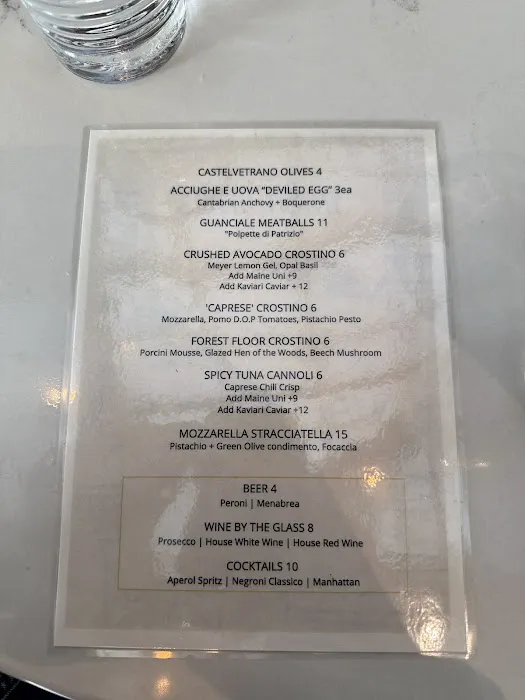 CASTELVETRANO OLIVES 4
ACCIUGHE E UOVA “DEVILED EGG” 3ea
Cantabrian Anchovy + Boquerone
GUANCIALE MEATBALLS 11
"Polpette di Patrizio"
CRUSHED AVOCADO CROSTINO 6
Meyer Lemon Gel, Opal Basil
Add Maine Uni +9
Add Kaviari Caviar + 12
'CAPRESE' CROSTINO 6
Mozzarella, Pomo D.O.P Tomatoes, Pistachio Pesto
FOREST FLOOR CROSTINO 6
Porcini Mousse, Glazed Hen of the Woods, Beech Mushroom
SPICY TUNA CANNOLI 6
Caprese Chili Crisp
Add Maine Uni +9
Add Kaviari Caviar +12
MOZZARELLA STRACCIATELLA 15
Pistachio + Green Olive condimento, Focaccia
BEER 4
Peroni | Menabrea
WINE BY THE GLASS 8
Prosecco | House White Wine | House Red Wine
COCKTAILS 10
Aperol Spritz | Negroni Classico | Manhattan